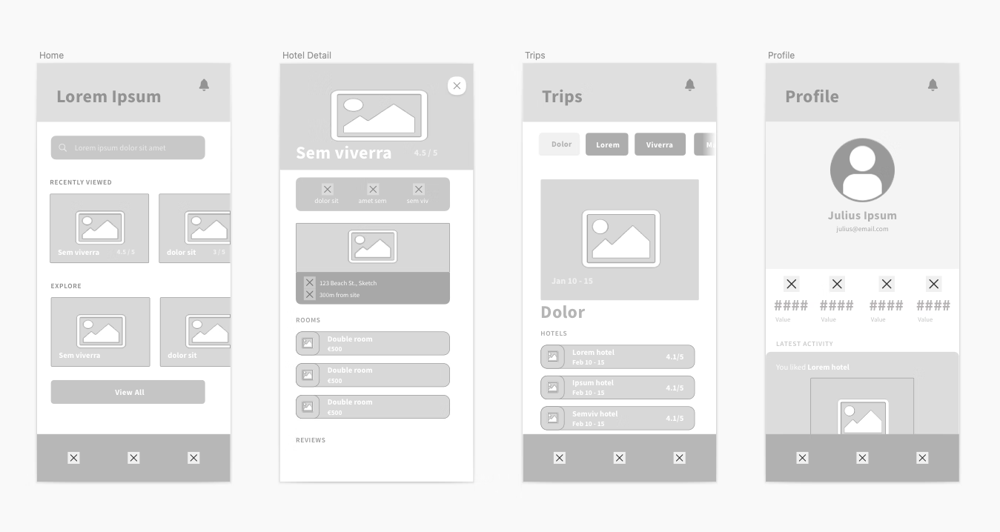 Home
Lorem Ipsum
Lorem ipsum dolor sit amet
RECENTLY VIEWED
Sem viverra 4.5 / 5
dolor sit 3 / 5
EXPLORE
Sem viverra
dolor sit
View All
Hotel Detail
Sem viverra 4.5 / 5
dolor sit amet sem sem viv
123 Beach St., Sketch
300m from site
ROOMS
Double room
€500
Double room
€500
Double room
€500
REVIEWS
Trips
Trips
Dolor Lorem Viverra
Jan 10 - 15
Dolor
HOTELS
Lorem hotel
Feb 10 - 15
4.1/5
Ipsum hotel
Feb 10 - 15
4.1/5
Semviv hotel
Feb 10 - 15
4.1/5
Profile
Profile
Julius Ipsum
julius@email.com
#### #### #### ####
Value Value Value Value
LATEST ACTIVITY
You liked Lorem hotel